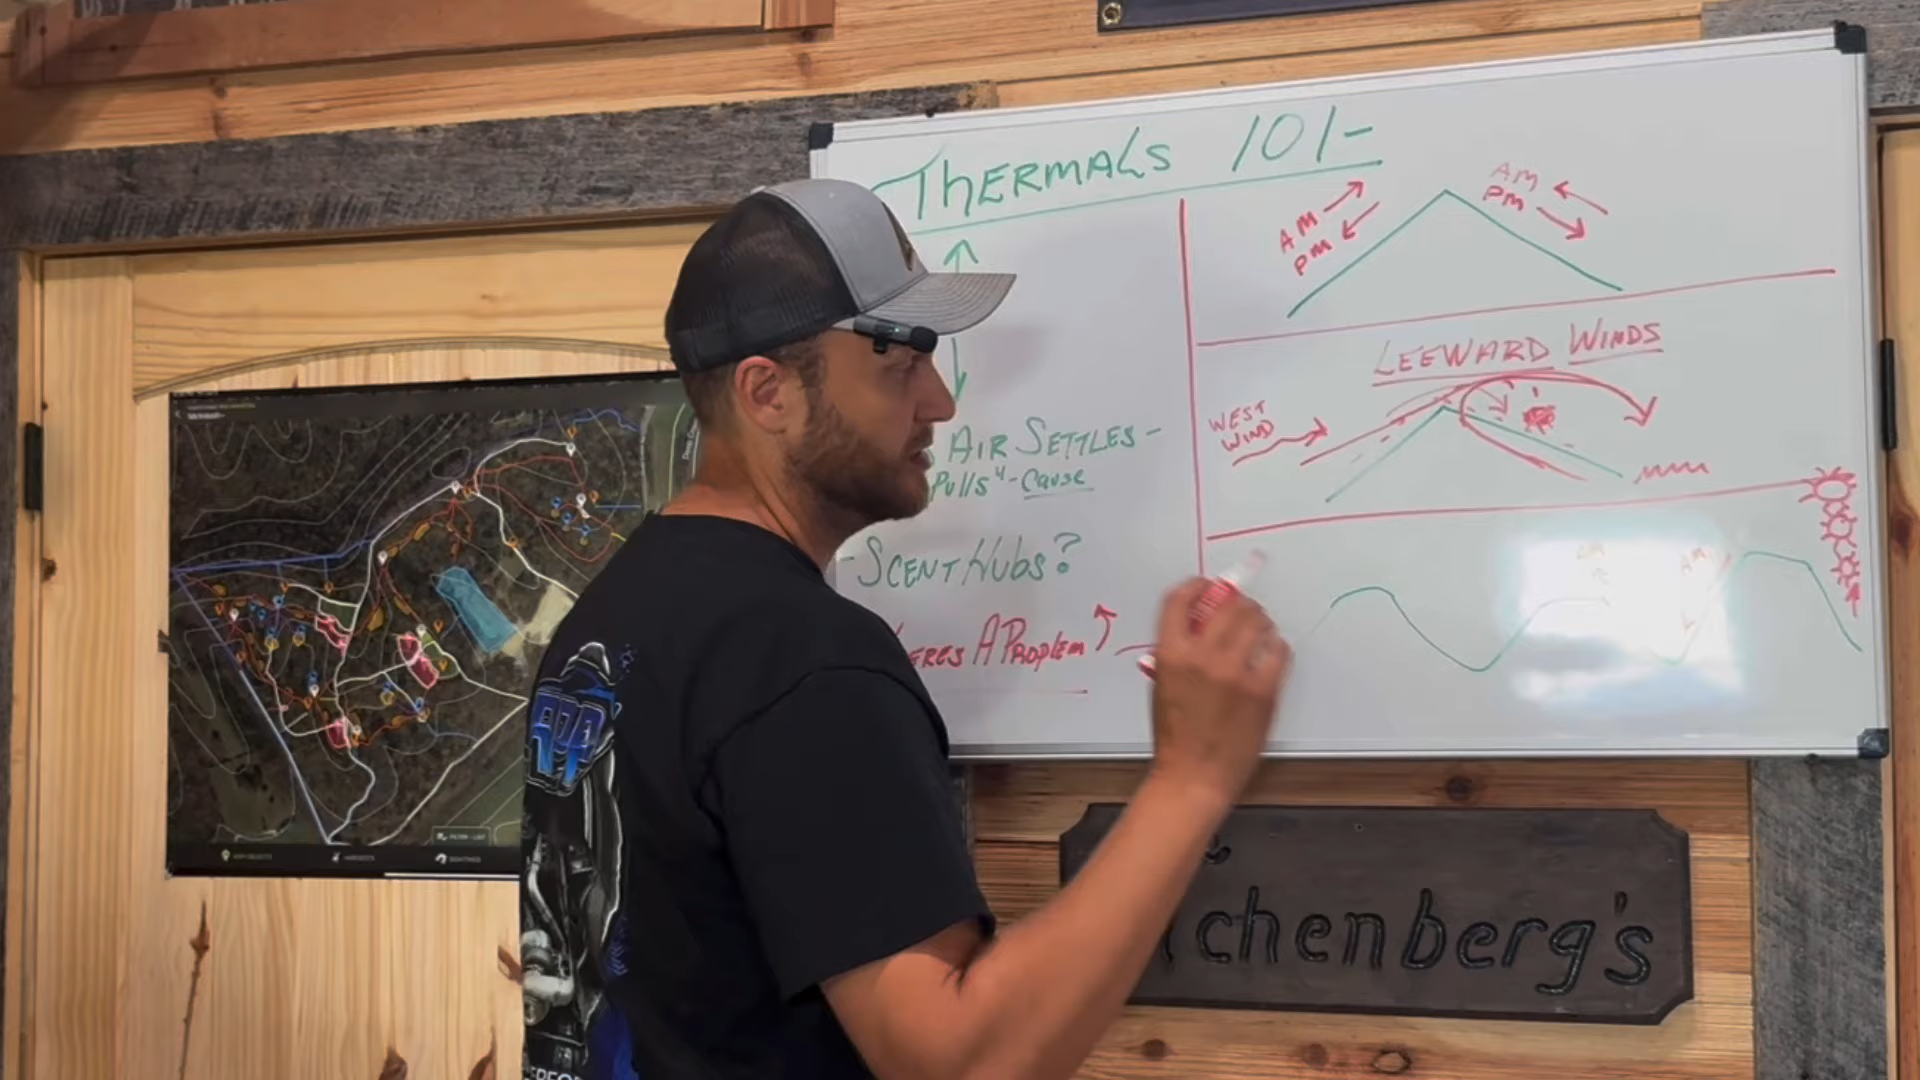 THERMALS 101-
AIR SETTLES-
Pulls"-Cause
-SCENT HUBS?
A PROBLEM
AM
PM
AM
PM
LEEWARD WINDS
WEST
WIND
AM
chenberg's